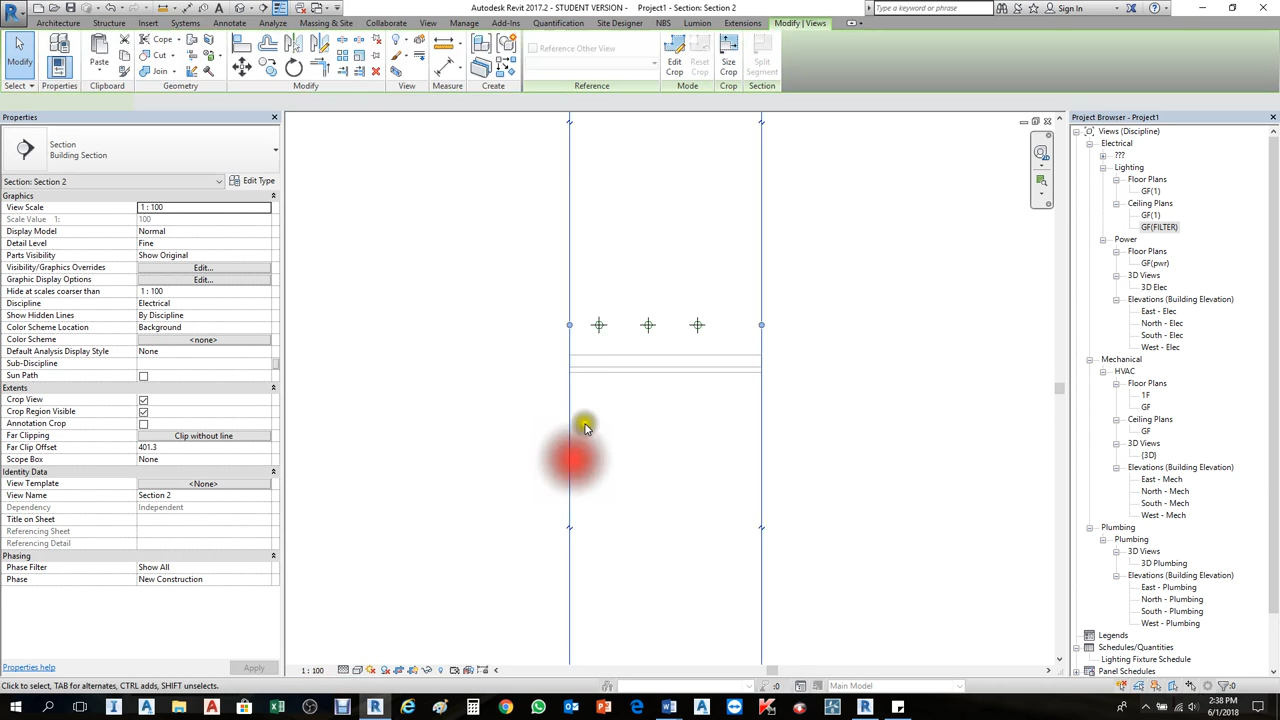 Autodesk Revit 2017.2 - STUDENT VERSION - Project1 - Section: Section 2
Type a keyword or phrase
Sign In
Architecture Structure Systems Insert Annotate Analyze Massing & Site Collaborate View Manage Add-Ins Quantification Site Designer NBS Lumion Extensions Modify | Views
Modify
Paste
Cope
Cut
Join
Reference Other View
Edit Crop
Reset Crop
Size Crop
Split Segment
Select Properties Clipboard Geometry Modify View Measure Create Reference Mode Crop Section
Properties
Section
Building Section
Section: Section 2
Edit Type
Graphics
View Scale 1 : 100
Scale Value 1: 100
Display Model Normal
Detail Level Fine
Parts Visibility Show Original
Visibility/Graphics Overrides Edit...
Graphic Display Options Edit...
Hide at scales coarser than 1 : 100
Discipline Electrical
Show Hidden Lines By Discipline
Color Scheme Location Background
Color Scheme <none>
Default Analysis Display Style None
Sub-Discipline
Sun Path
Extents
Crop View
Crop Region Visible
Annotation Crop
Far Clipping Clip without line
Far Clip Offset 401.3
Scope Box None
Identity Data
View Template <None>
View Name Section 2
Dependency Independent
Title on Sheet
Referencing Sheet
Referencing Detail
Phasing
Phase Filter Show All
Phase New Construction
Properties help
Apply
Project Browser - Project1
Views (Discipline)
Electrical
???
Lighting
Floor Plans
GF(1)
Ceiling Plans
GF(1)
GF(FILTER)
Power
Floor Plans
GF(pwr)
3D Views
3D Elec
Elevations (Building Elevation)
East - Elec
North - Elec
South - Elec
West - Elec
Mechanical
HVAC
Floor Plans
1F
GF
Ceiling Plans
GF
3D Views
{3D}
Elevations (Building Elevation)
East - Mech
North - Mech
South - Mech
West - Mech
Plumbing
Plumbing
3D Views
3D Plumbing
Elevations (Building Elevation)
East - Plumbing
North - Plumbing
South - Plumbing
West - Plumbing
Legends
Schedules/Quantities
Lighting Fixture Schedule
Panel Schedules
1 : 100
Click to select, TAB for alternates, CTRL adds, SHIFT unselects.
:0
Main Model
:0
2:38 PM
6/1/2018